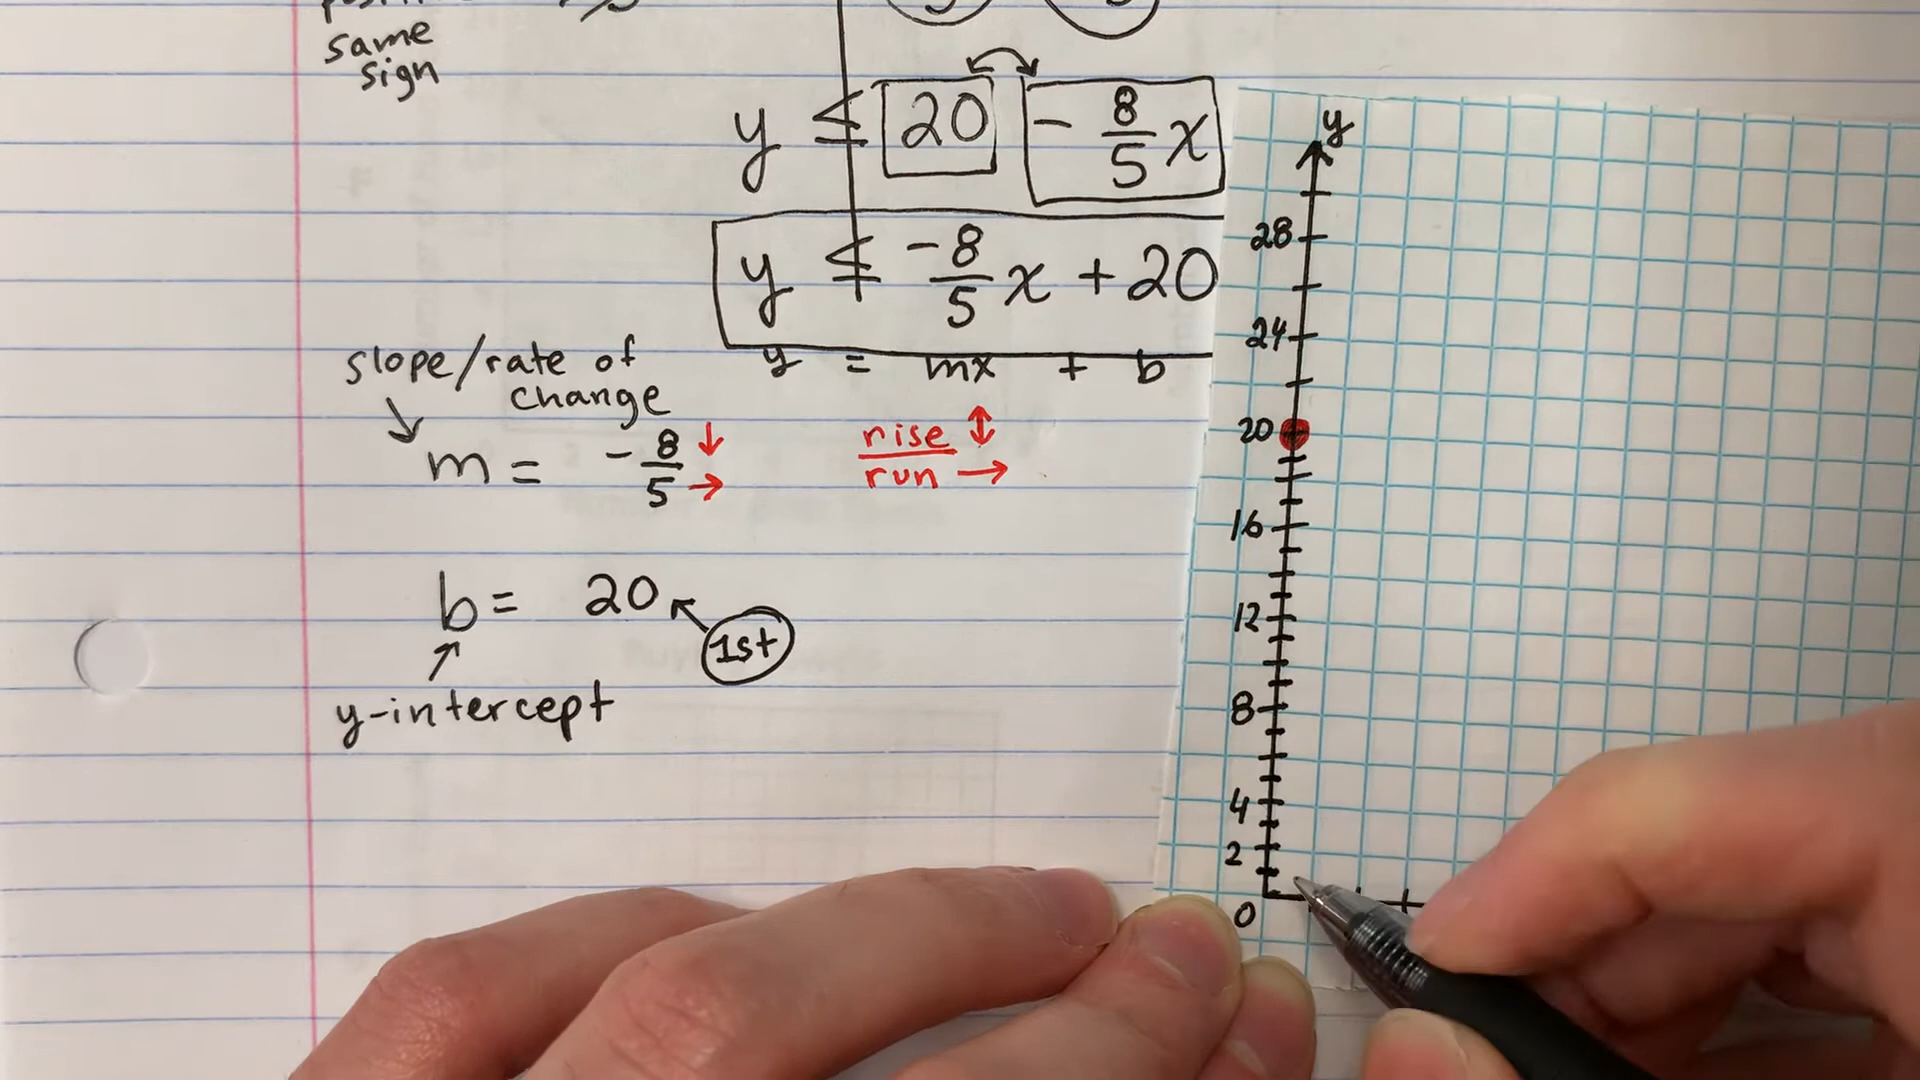 same
sign
y ≤ 20 - 8/5 x
y ≤ -8/5 x + 20
y = mx + b
slope/rate of
change
m = -8/5 ↓ →
rise ↕
run →
b = 20
1st
y-intercept
y
28
24
20
16
12
8
4
2
0